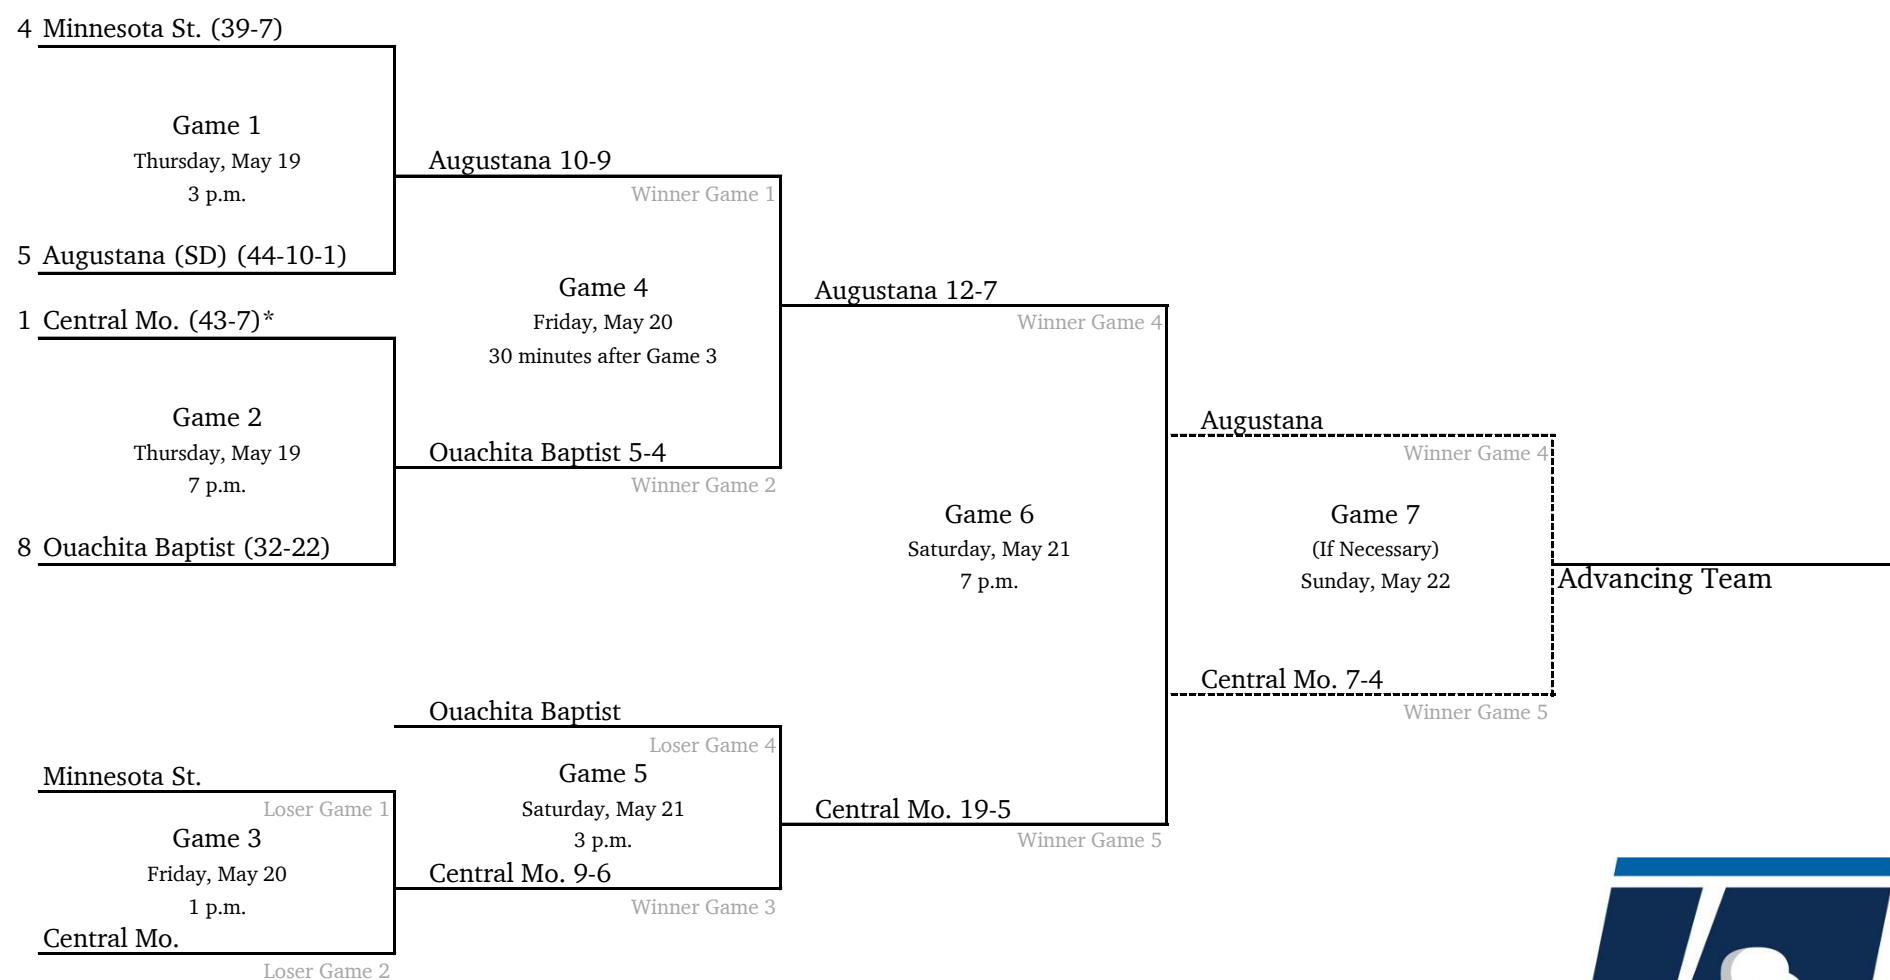 4 Minnesota St. (39-7)
Game 1
Thursday, May 19
3 p.m.
5 Augustana (SD) (44-10-1)
Augustana 10-9
Winner Game 1
1 Central Mo. (43-7)*
Game 2
Thursday, May 19
7 p.m.
8 Ouachita Baptist (32-22)
Game 4
Friday, May 20
30 minutes after Game 3
Ouachita Baptist 5-4
Winner Game 2
Augustana 12-7
Winner Game 4
Game 6
Saturday, May 21
7 p.m.
Augustana
Winner Game 4
Game 7
(If Necessary)
Sunday, May 22
Advancing Team
Central Mo. 7-4
Winner Game 5
Ouachita Baptist
Loser Game 4
Minnesota St.
Loser Game 1
Game 3
Friday, May 20
1 p.m.
Central Mo.
Loser Game 2
Game 5
Saturday, May 21
3 p.m.
Central Mo. 9-6
Winner Game 3
Central Mo. 19-5
Winner Game 5